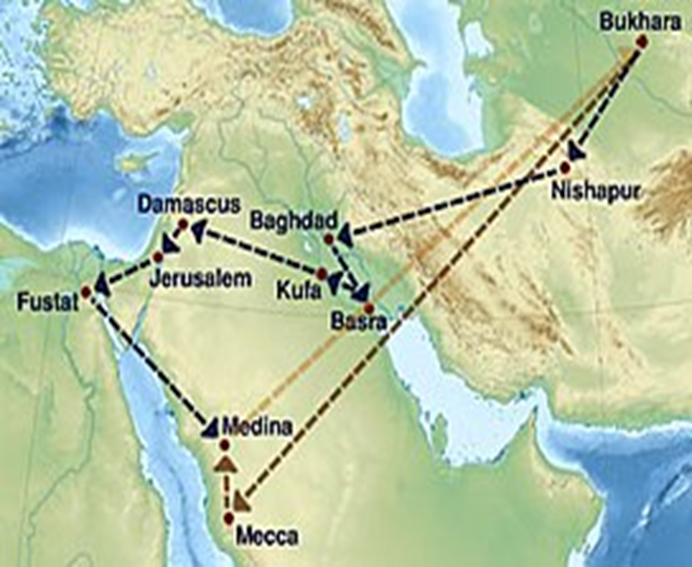 Bukhara
Nishapur
Damascus
Baghdad
Jerusalem
Kufa
Fustat
Basra
Medina
Mecca